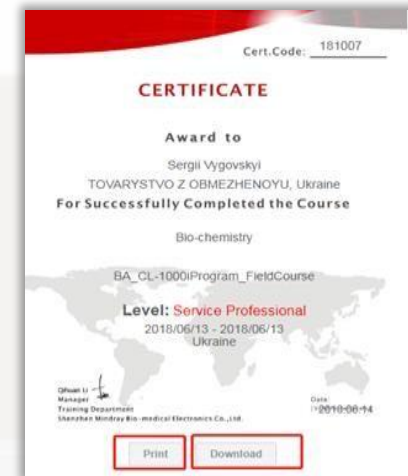 Cert.Code: 181007
CERTIFICATE
Award to
Sergii Vygovskyi
TOVARYSTVO Z OBMEZHENOYU, Ukraine
For Successfully Completed the Course
Bio-chemistry
BA_CL-1000iProgram_FieldCourse
Level: Service Professional
2018/06/13 - 2018/06/13
Ukraine
Qihuan Li
Manager
Training Department
Shenzhen Mindray Bio-medical Electronics Co.,Ltd.
Date
2018-06-14
Print Download